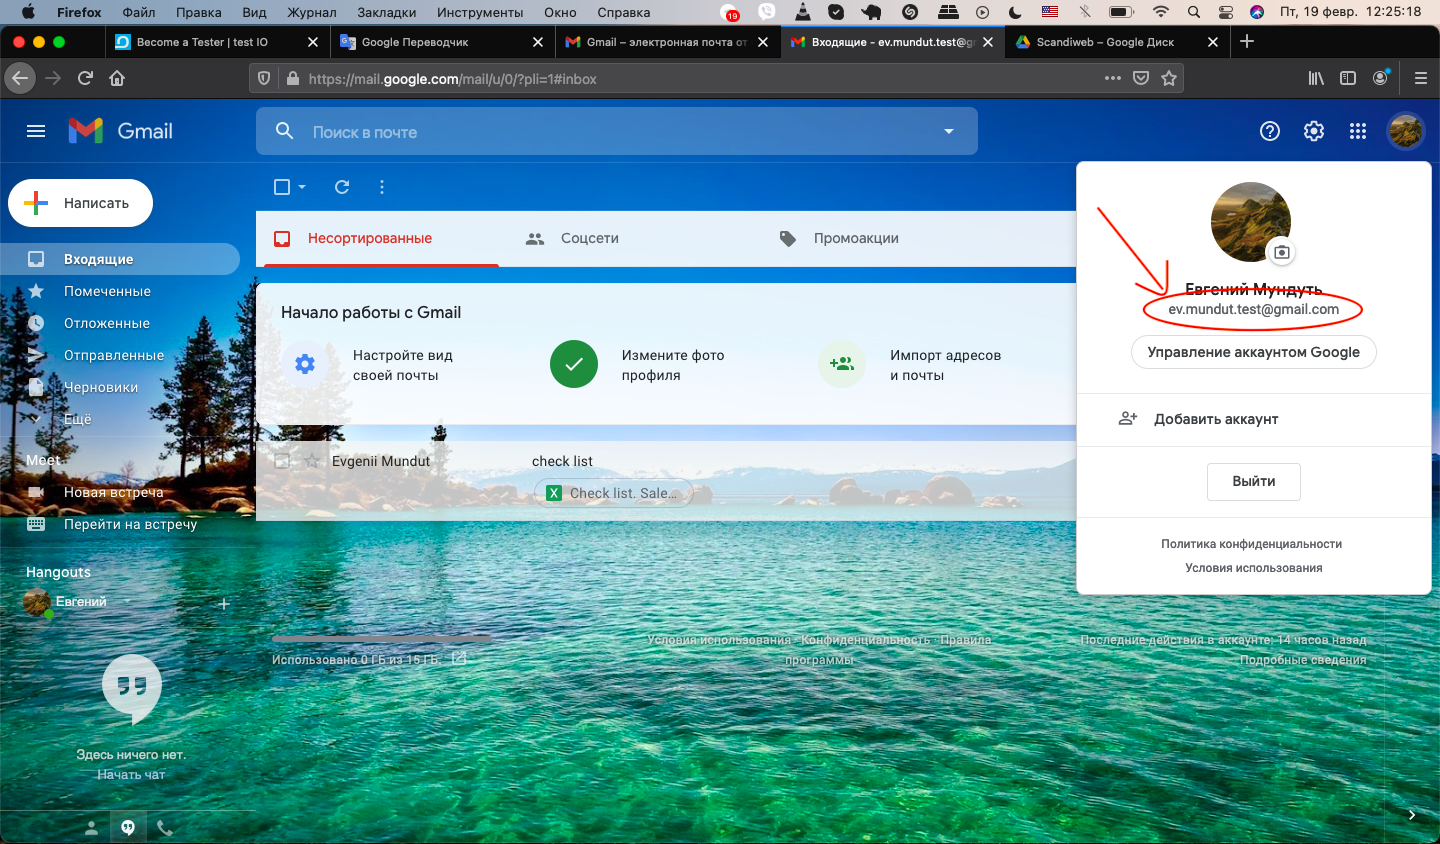 Firefox Файл Правка Вид Журнал Закладки Инструменты Окно Справка 19 Пт, 19 февр. 12:25:18
Become a Tester | test IO Google Переводчик Gmail – электронная почта от Входящие - ev.mundut.test@g Scandiweb – Google Диск
https://mail.google.com/mail/u/0/?pli=1#inbox
Gmail
Поиск в почте
Написать
Входящие
Помеченные
Отложенные
Отправленные
Черновики
Ещё
Meet
Новая встреча
Перейти на встречу
Hangouts
Евгений
Здесь ничего нет.
Начать чат
Несортированные Соцсети Промоакции
Начало работы с Gmail
Настройте вид
своей почты
Измените фото
профиля
Импорт адресов
и почты
Evgenii Mundut check list
Check list. Sale...
Использовано 0 ГБ из 15 ГБ.
Условия использования · Конфиденциальность · Правила
программы
Последние действия в аккаунте: 14 часов назад
Подробные сведения
Евгений Мундуть
ev.mundut.test@gmail.com
Управление аккаунтом Google
Добавить аккаунт
Выйти
Политика конфиденциальности
Условия использования